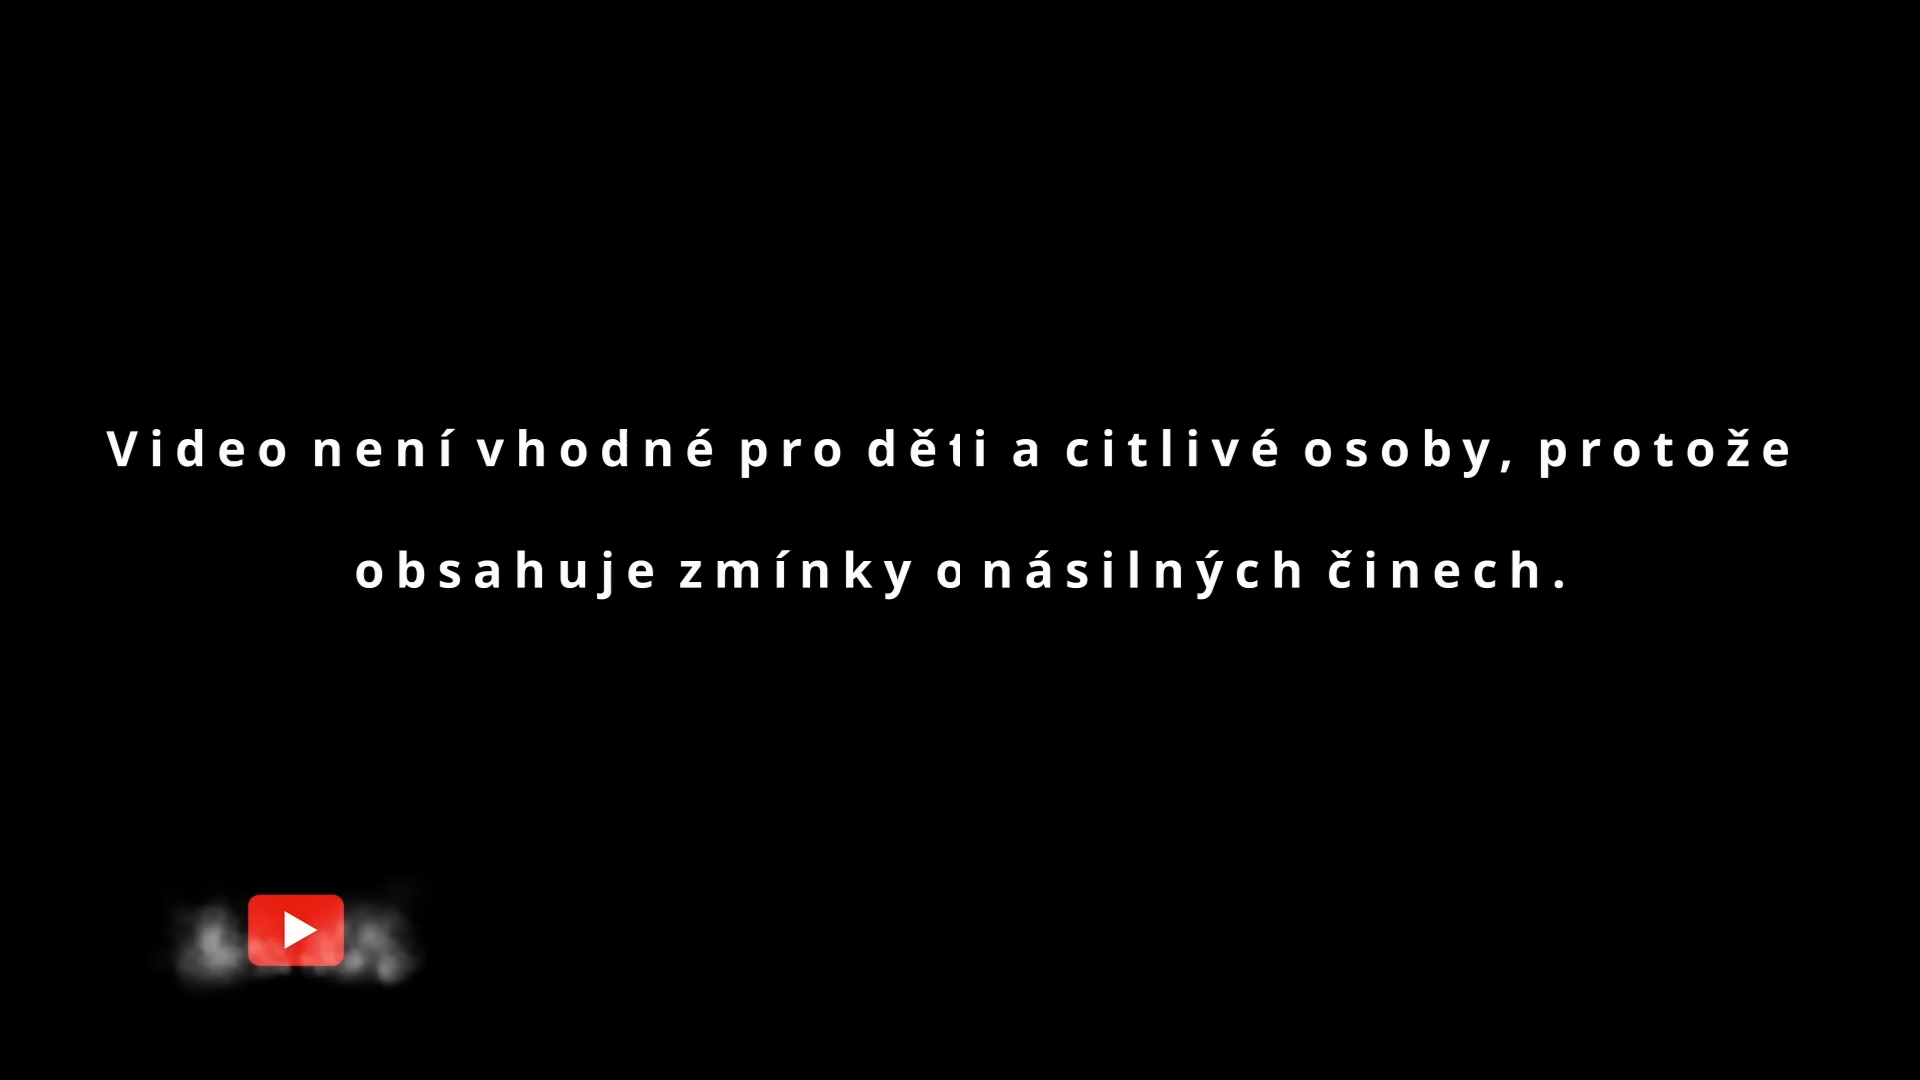 Video není vhodné pro děti a citlivé osoby, protože
obsahuje zmínky o násilných činech.